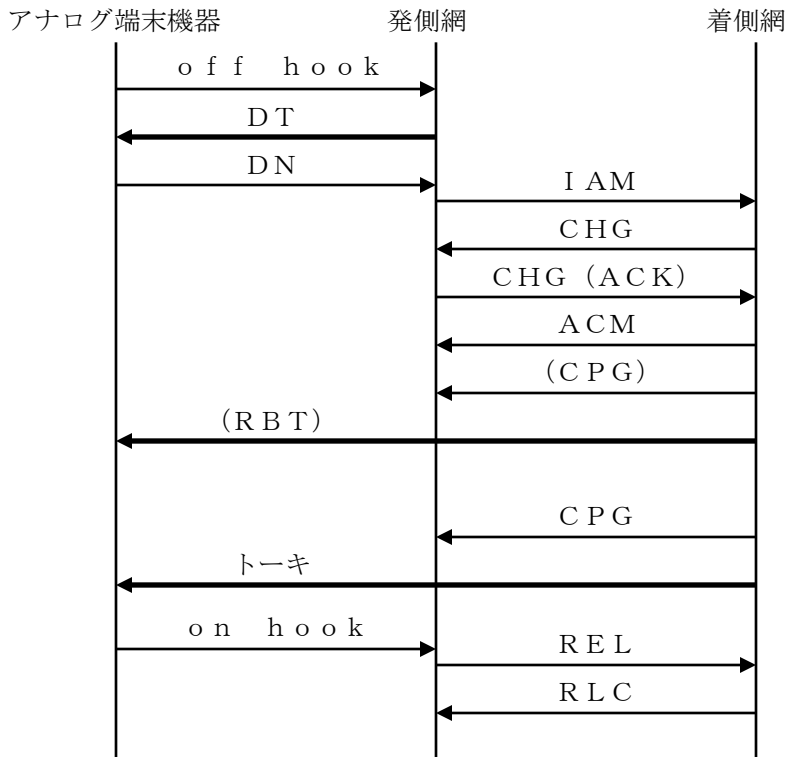 アナログ端末機器 発側網 着側網
ｏｆｆ ｈｏｏｋ
ＤＴ
ＤＮ
ＩＡＭ
ＣＨＧ
ＣＨＧ（ＡＣＫ）
ＡＣＭ
（ＣＰＧ）
（ＲＢＴ）
ＣＰＧ
トーキ
ｏｎ ｈｏｏｋ
ＲＥＬ
ＲＬＣ